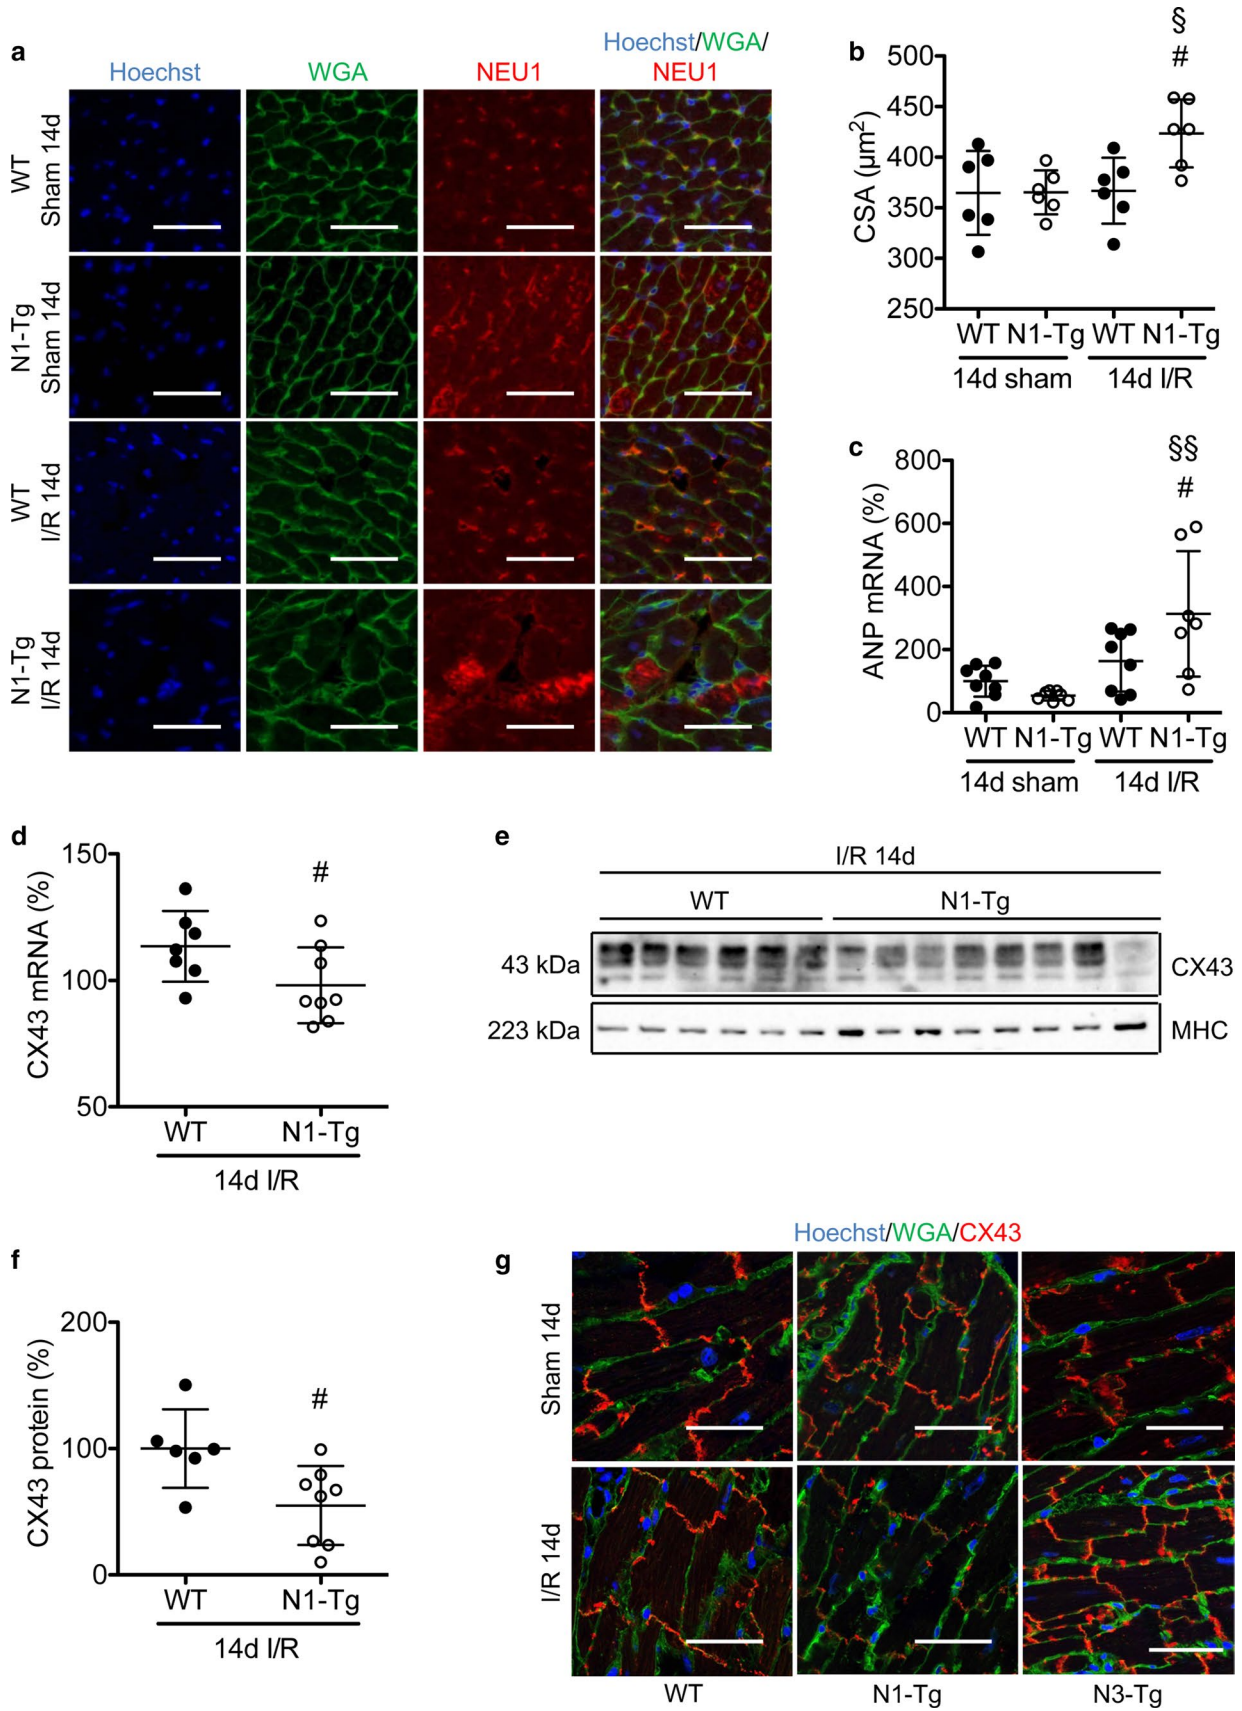 a
Hoechst
WGA
NEU1
Hoechst/WGA/
NEU1
WT
Sham 14d
N1-Tg
Sham 14d
WT
I/R 14d
N1-Tg
I/R 14d
b
§
#
500
450
400
350
300
250
CSA (µm²)
WT N1-Tg WT N1-Tg
14d sham 14d I/R
c
§§
#
800
600
400
200
0
ANP mRNA (%)
WT N1-Tg WT N1-Tg
14d sham 14d I/R
d
150
100
50
CX43 mRNA (%)
#
WT N1-Tg
14d I/R
e
I/R 14d
WT N1-Tg
43 kDa CX43
223 kDa MHC
f
200
150
100
50
0
CX43 protein (%)
#
WT N1-Tg
14d I/R
g
Hoechst/WGA/CX43
Sham 14d
I/R 14d
WT N1-Tg N3-Tg